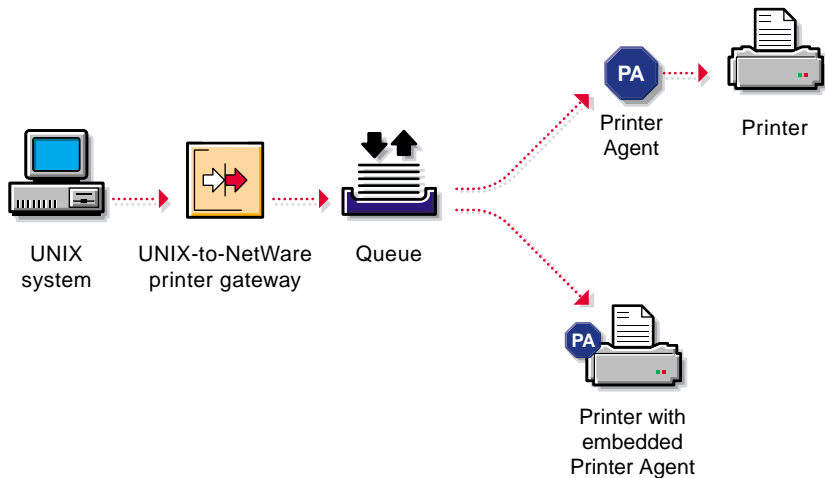 PA
Printer
Agent
Printer
UNIX
system
UNIX-to-NetWare
printer gateway
Queue
PA
Printer with
embedded
Printer Agent